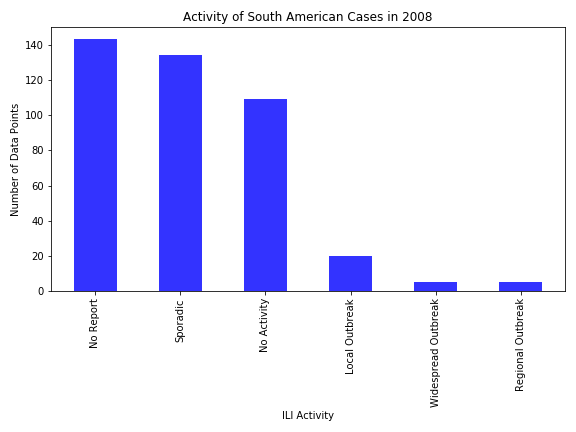 Activity of South American Cases in 2008
Number of Data Points
140
120
100
80
60
40
20
0
No Report
Sporadic
No Activity
Local Outbreak
Widespread Outbreak
Regional Outbreak
ILI Activity